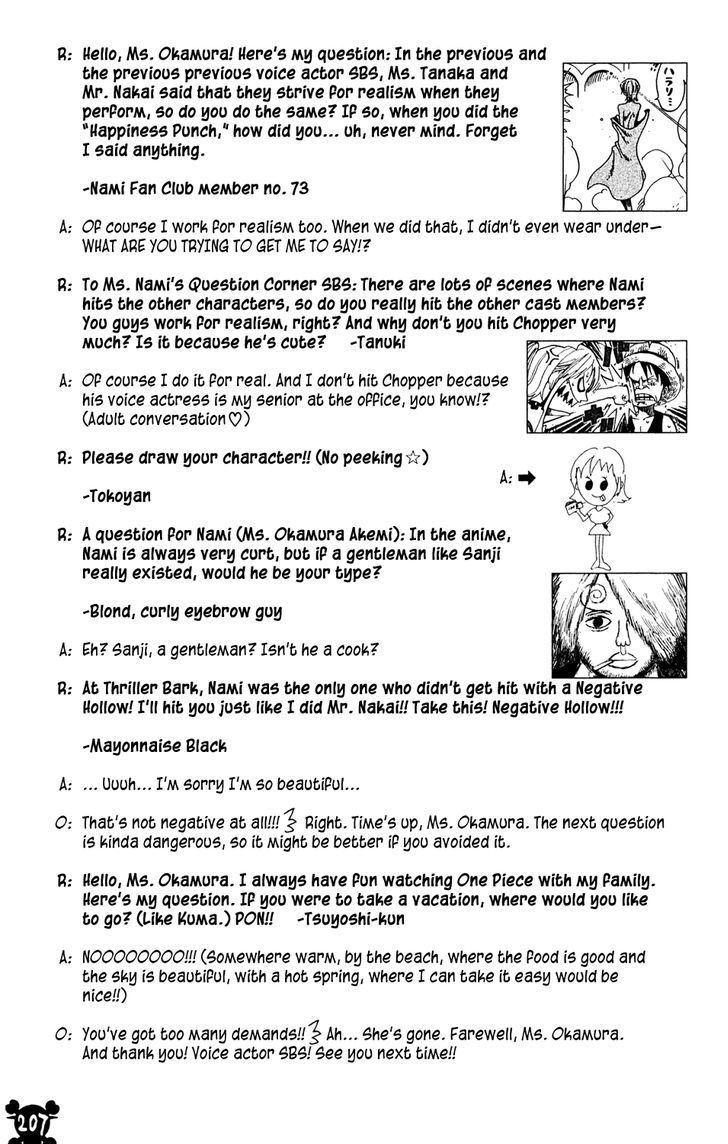 R: Hello, Ms. Okamura! Here's my question: In the previous and
the previous previous voice actor SBS, Ms. Tanaka and
Mr. Nakai said that they strive for realism when they
perform, so do you do the same? If so, when you did the
"Happiness Punch," how did you... uh, never mind. Forget
I said anything.
-Nami Fan Club member no. 73
ハラリ…
A: Of course I work for realism too. When we did that, I didn't even wear under—
WHAT ARE YOU TRYING TO GET ME TO SAY!?
R: To Ms. Nami's Question Corner SBS: There are lots of scenes where Nami
hits the other characters, so do you really hit the other cast members?
You guys work for realism, right? And why don't you hit Chopper very
much? Is it because he's cute? -Tanuki
A: Of course I do it for real. And I don't hit Chopper because
his voice actress is my senior at the office, you know!?
(Adult conversation♡)
R: Please draw your character!! (No peeking☆)
-Tokoyan
A: ➡
R: A question for Nami (Ms. Okamura Akemi): In the anime,
Nami is always very curt, but if a gentleman like Sanji
really existed, would he be your type?
-Blond, curly eyebrow guy
A: Eh? Sanji, a gentleman? Isn't he a cook?
R: At Thriller Bark, Nami was the only one who didn't get hit with a Negative
Hollow! I'll hit you just like I did Mr. Nakai!! Take this! Negative Hollow!!!
-Mayonnaise Black
A: ... Uuuh... I'm sorry I'm so beautiful...
O: That's not negative at all!!! Right. Time's up, Ms. Okamura. The next question
is kinda dangerous, so it might be better if you avoided it.
R: Hello, Ms. Okamura. I always have fun watching One Piece with my family.
Here's my question. If you were to take a vacation, where would you like
to go? (Like Kuma.) PON!! -Tsuyoshi-kun
A: NOOOOOOOO!!! (Somewhere warm, by the beach, where the food is good and
the sky is beautiful, with a hot spring, where I can take it easy would be
nice!!)
O: You've got too many demands!! Ah... She's gone. Farewell, Ms. Okamura.
And thank you! Voice actor SBS! See you next time!!
207